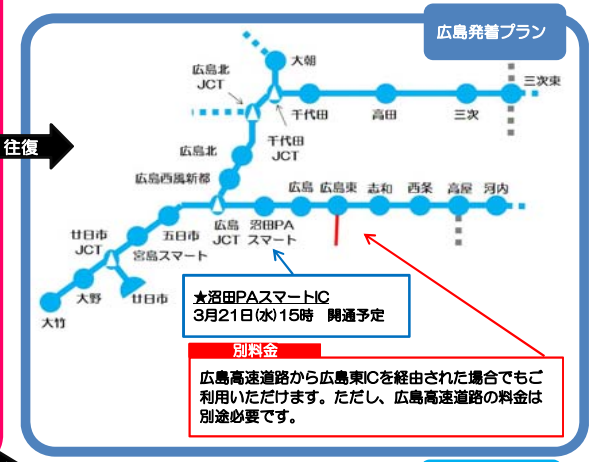 広島発着プラン
往復
大朝
広島北
JCT
三次東
千代田
高田
三次
千代田
JCT
広島北
広島西風新都
広島
広島東
志和
西条
高屋
河内
広島
JCT
沼田PA
スマート
五日市
廿日市
JCT
宮島スマート
大野
廿日市
大竹
★沼田PAスマートIC
3月21日(水)15時 開通予定
別料金
広島高速道路から広島東ICを経由された場合でもご
利用いただけます。ただし、広島高速道路の料金は
別途必要です。